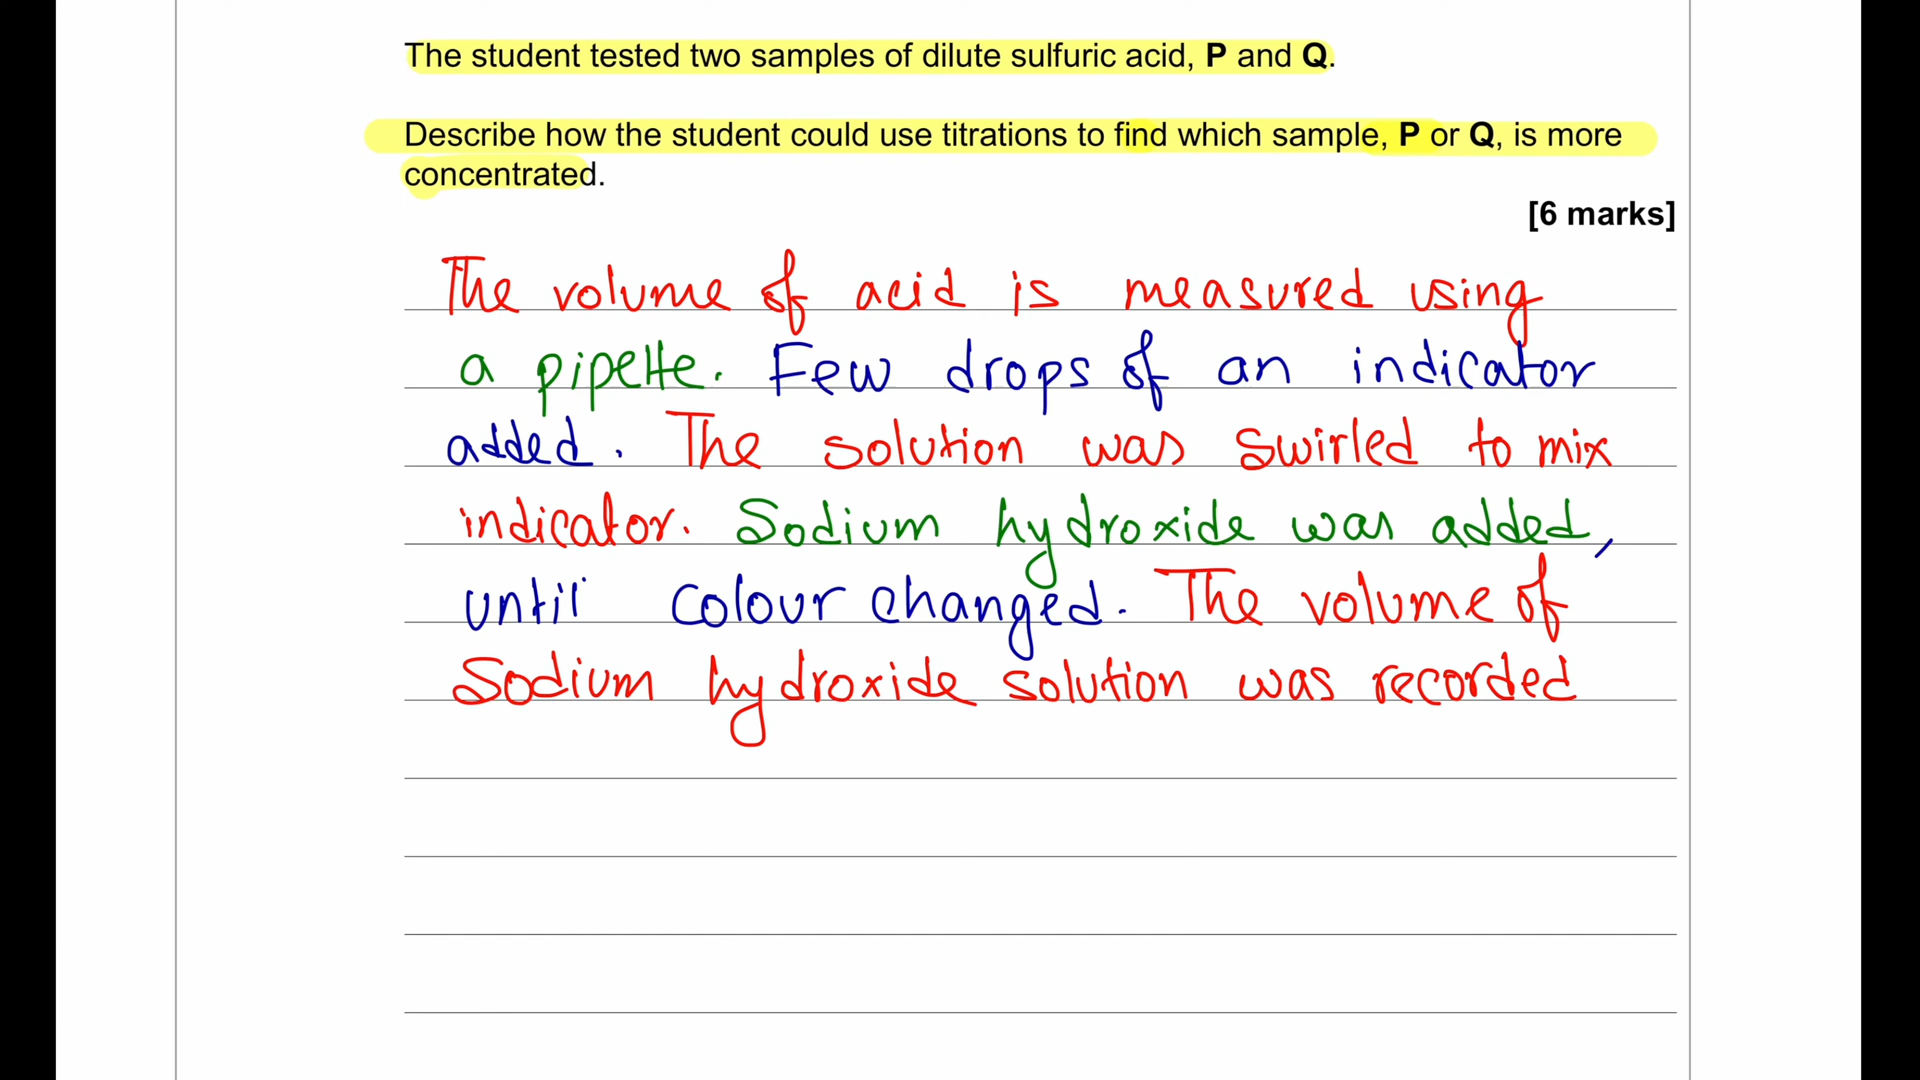 The student tested two samples of dilute sulfuric acid, P and Q.
Describe how the student could use titrations to find which sample, P or Q, is more
concentrated.
[6 marks]
The volume of acid is measured using
a pipette. Few drops of an indicator
added. The solution was swirled to mix
indicator. Sodium hydroxide was added,
until colour changed. The volume of
Sodium hydroxide solution was recorded